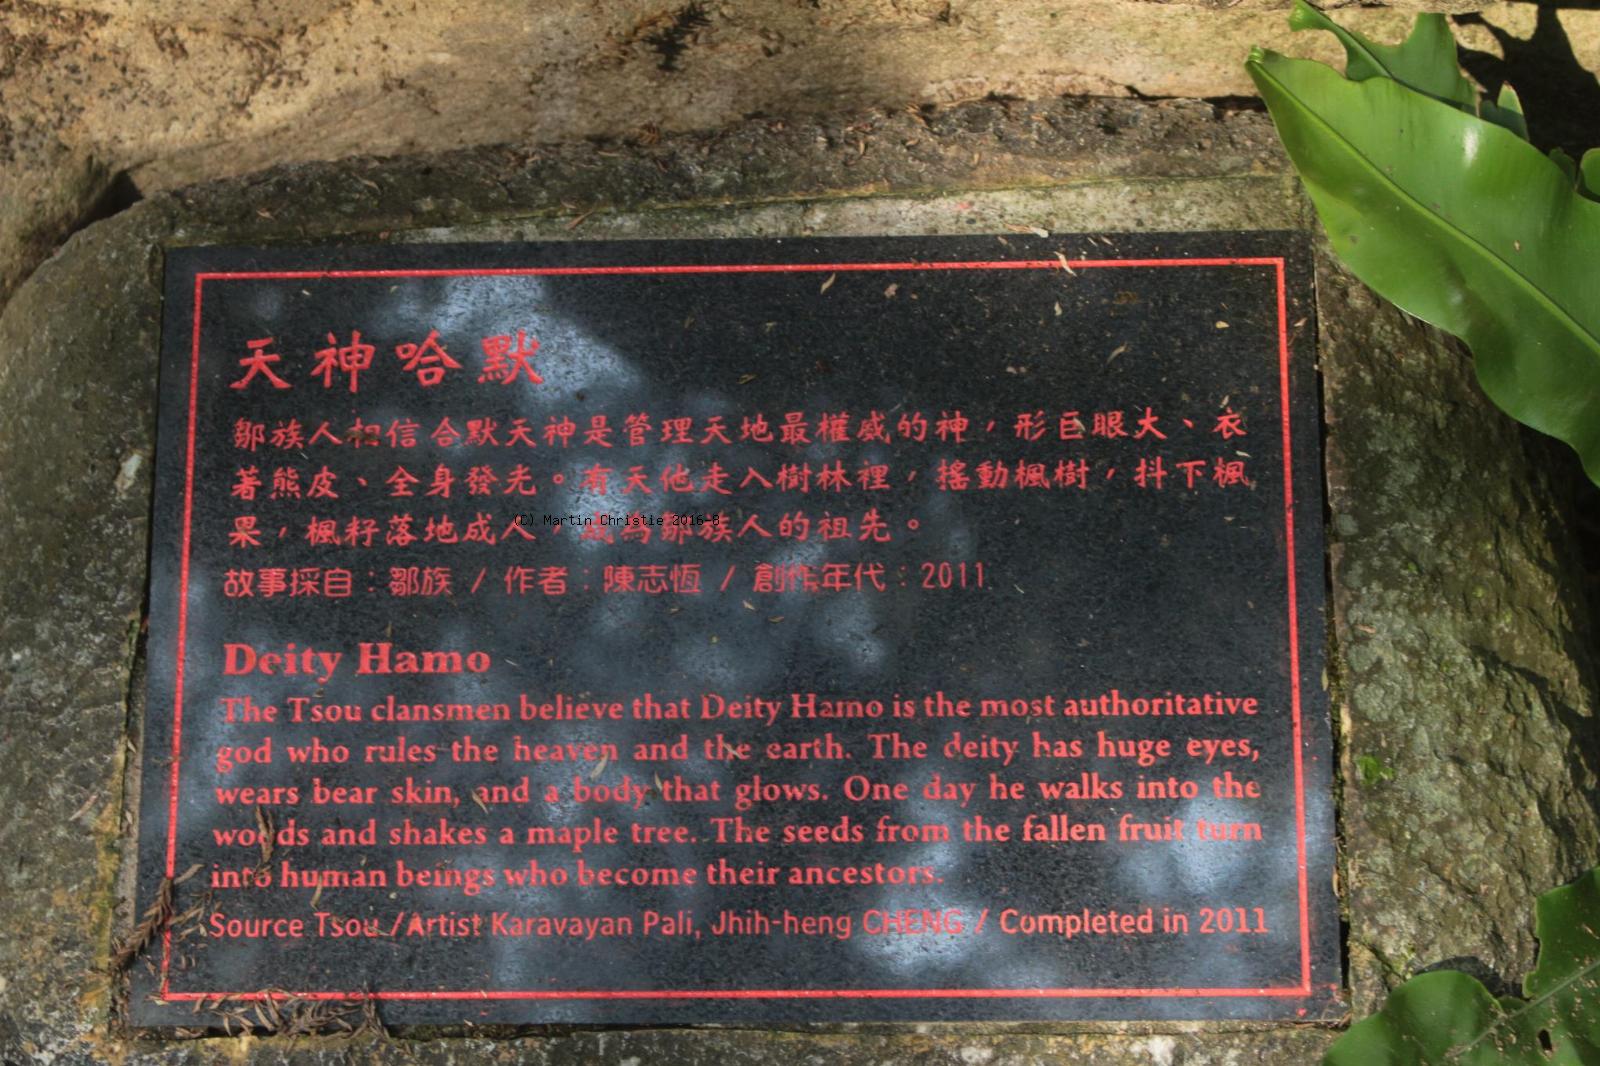 天神哈默
鄒族人相信合默天神是管理天地最權威的神，形巨眼大、衣
著熊皮、全身發光。有天他走入樹林裡，搖動楓樹，抖下楓
果，楓籽落地成人，成為鄒族人的祖先。
(C) Martin Christie 2016-8
故事採自：鄒族 / 作者：陳志恆 / 創作年代：2011
Deity Hamo
The Tsou clansmen believe that Deity Hamo is the most authoritative
god who rules the heaven and the earth. The deity has huge eyes,
wears bear skin, and a body that glows. One day he walks into the
woods and shakes a maple tree. The seeds from the fallen fruit turn
into human beings who become their ancestors.
Source Tsou / Artist Karavayan Pali, Jhih-heng CHENG / Completed in 2011